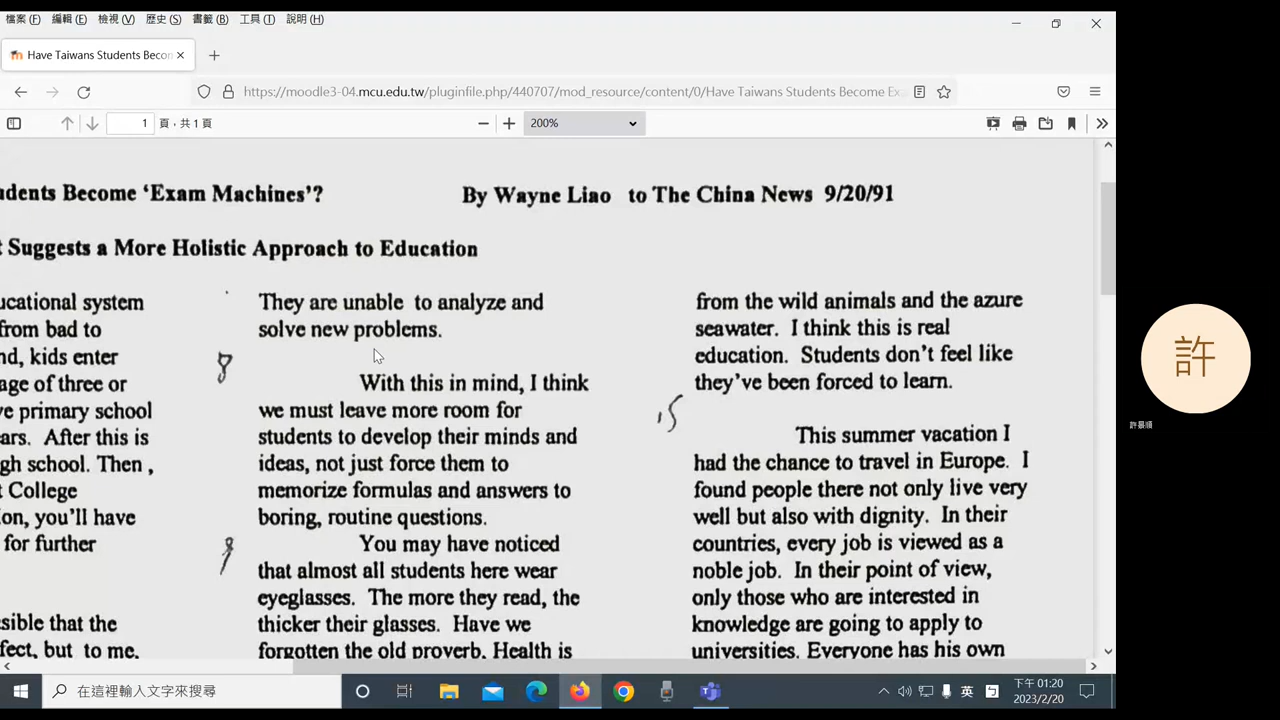 檔案(F) 編輯(E) 檢視(V) 歷史(S) 書籤(B) 工具(T) 說明(H)
Have Taiwans Students Becon
https://moodle3-04.mcu.edu.tw/pluginfile.php/440707/mod_resource/content/0/Have Taiwans Students Become Ex
1 頁，共 1 頁
200%
udents Become ‘Exam Machines’? By Wayne Liao to The China News 9/20/91
t Suggests a More Holistic Approach to Education
ucational system
from bad to
nd, kids enter
age of three or
ve primary school
ars. After this is
gh school. Then ,
t College
ion, you’ll have
for further
sible that the
fect, but to me,
They are unable to analyze and
solve new problems.
8
With this in mind, I think
we must leave more room for
students to develop their minds and
ideas, not just force them to
memorize formulas and answers to
boring, routine questions.
9
You may have noticed
that almost all students here wear
eyeglasses. The more they read, the
thicker their glasses. Have we
forgotten the old proverb, Health is
from the wild animals and the azure
seawater. I think this is real
education. Students don’t feel like
they’ve been forced to learn.
15
This summer vacation I
had the chance to travel in Europe. I
found people there not only live very
well but also with dignity. In their
countries, every job is viewed as a
noble job. In their point of view,
only those who are interested in
knowledge are going to apply to
universities. Everyone has his own
許
許景順
在這裡輸入文字來搜尋
英
下午 01:20
2023/2/20